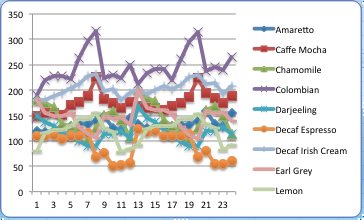 350
300
250
200
150
100
50
0
1 3 5 7 9 11 13 15 17 19 21 23
Amaretto
Caffe Mocha
Chamomile
Colombian
Darjeeling
Decaf Espresso
Decaf Irish Cream
Earl Grey
Lemon